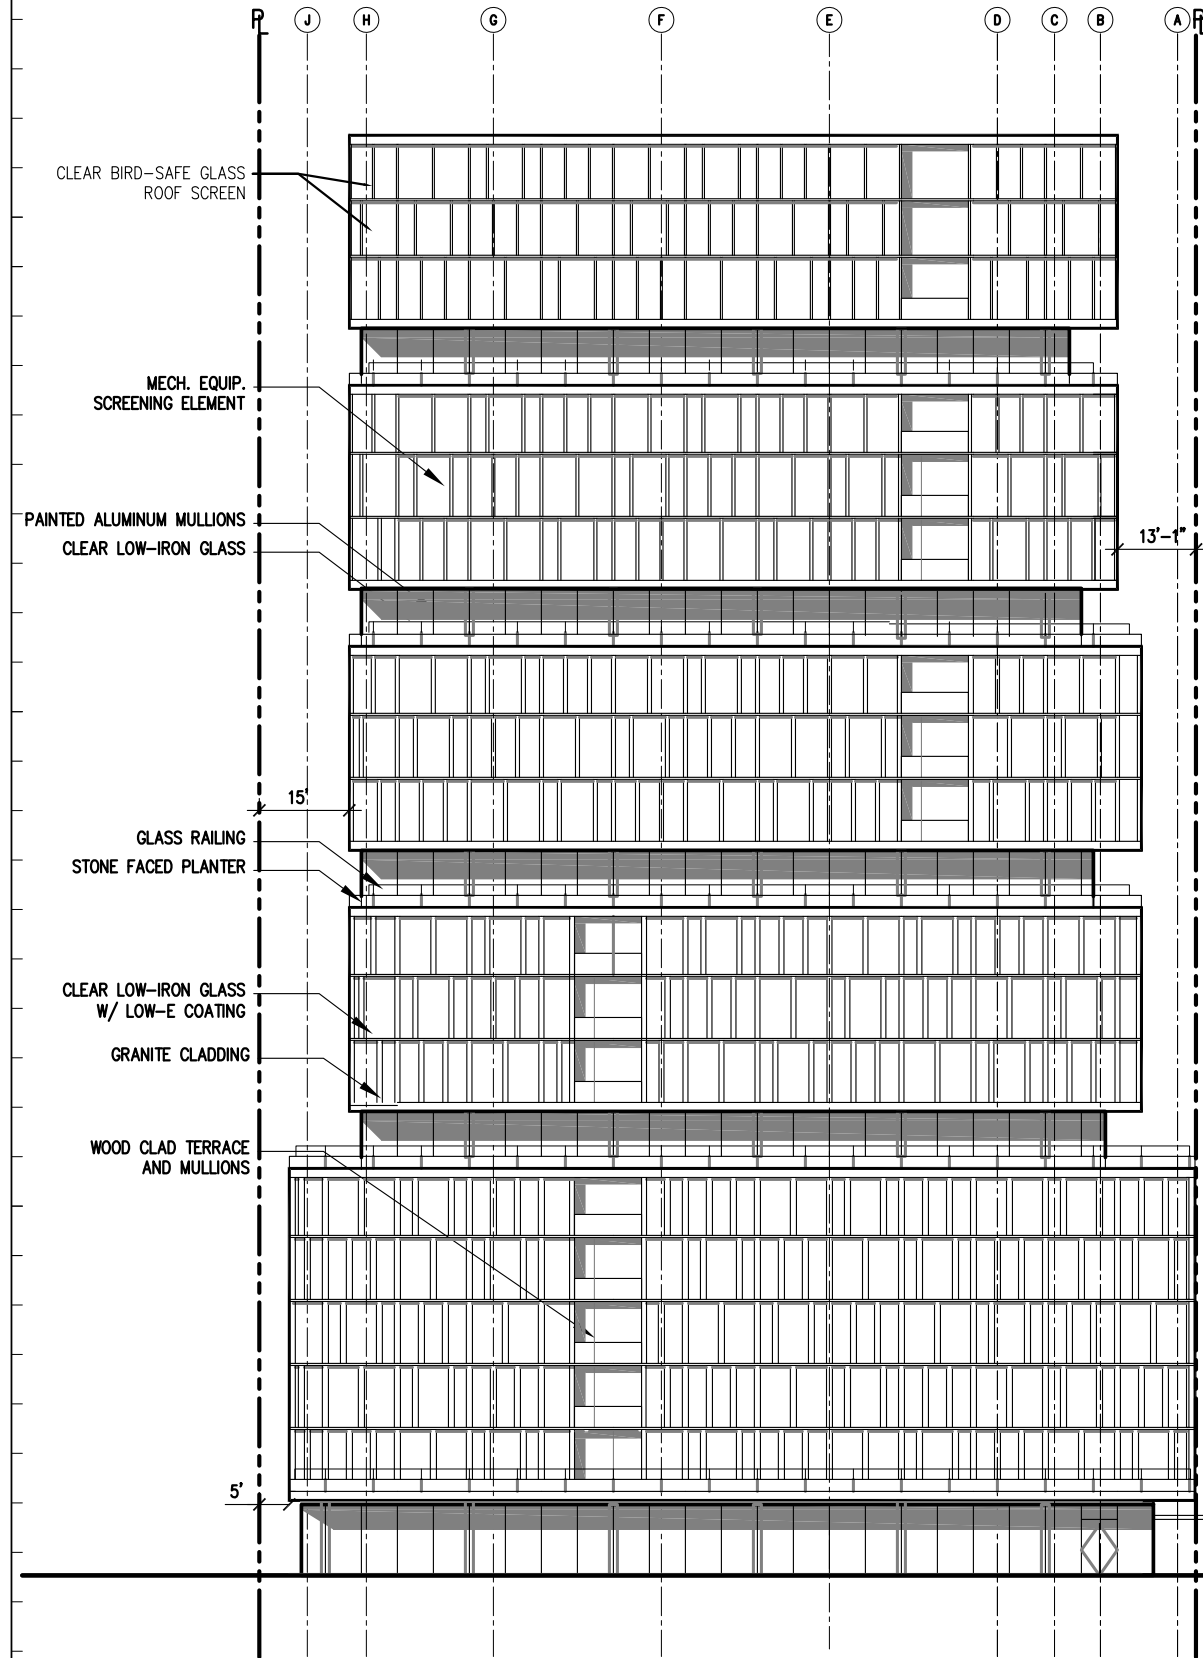 PL J H G F E D C B A
CLEAR BIRD-SAFE GLASS
ROOF SCREEN
MECH. EQUIP.
SCREENING ELEMENT
PAINTED ALUMINUM MULLIONS
13'-1"
CLEAR LOW-IRON GLASS
15'
GLASS RAILING
STONE FACED PLANTER
CLEAR LOW-IRON GLASS
W/ LOW-E COATING
GRANITE CLADDING
WOOD CLAD TERRACE
AND MULLIONS
5'